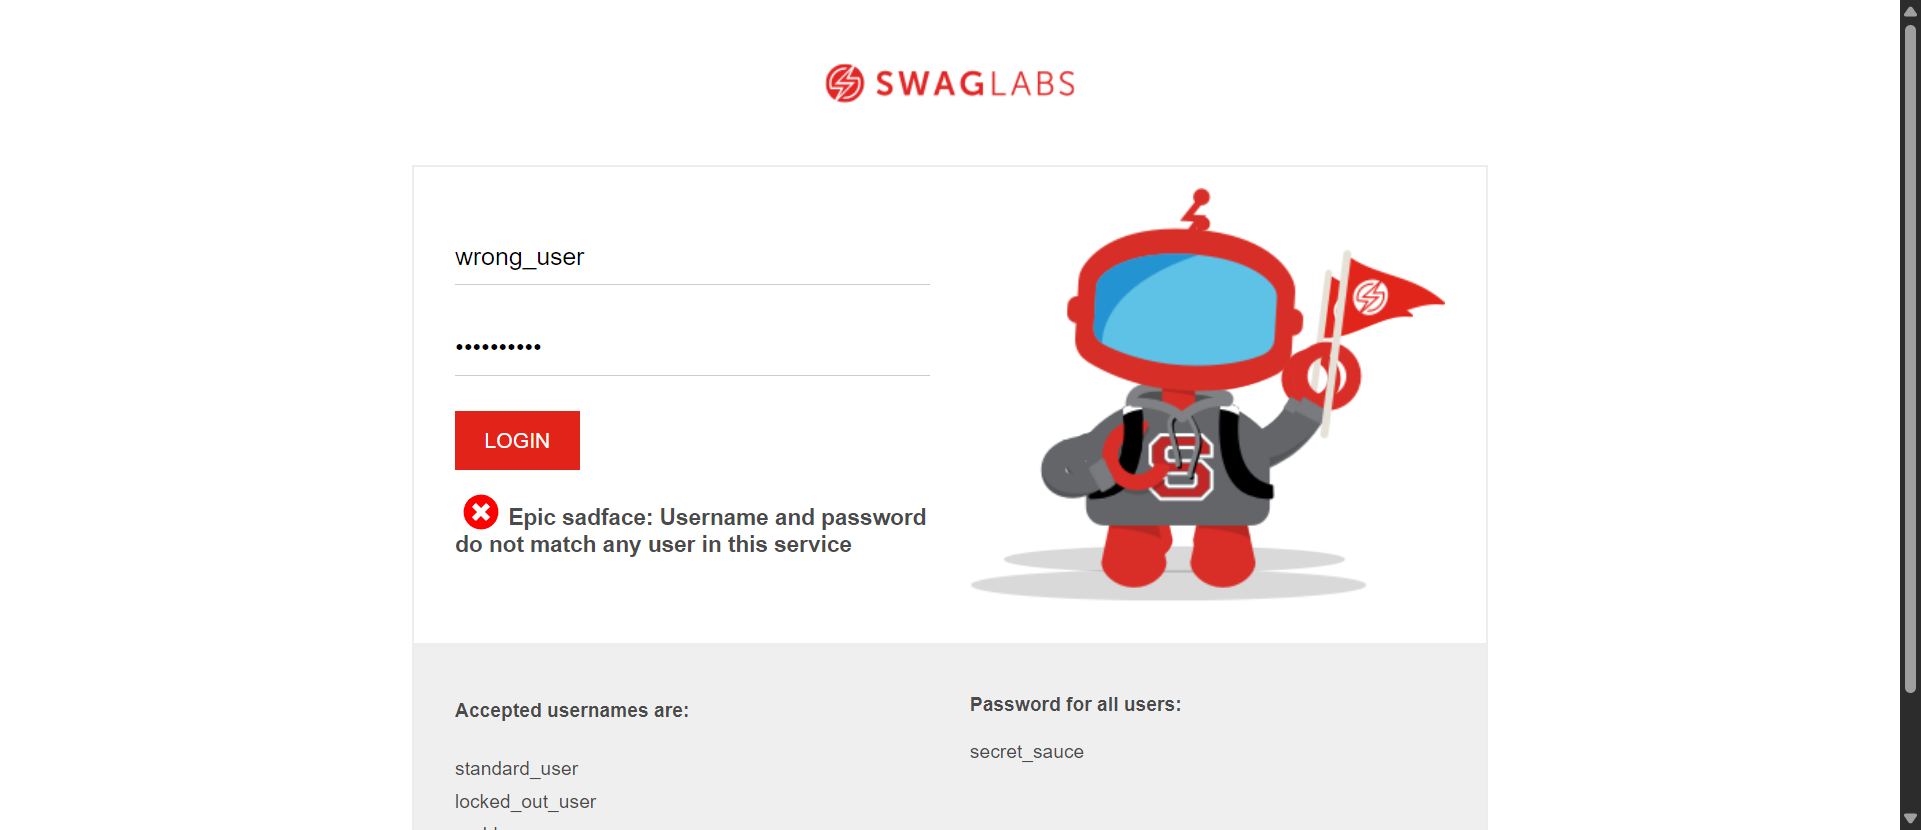 SWAGLABS
wrong_user
••••••••••
LOGIN
Epic sadface: Username and password
do not match any user in this service
Accepted usernames are:
standard_user
locked_out_user
Password for all users:
secret_sauce
S